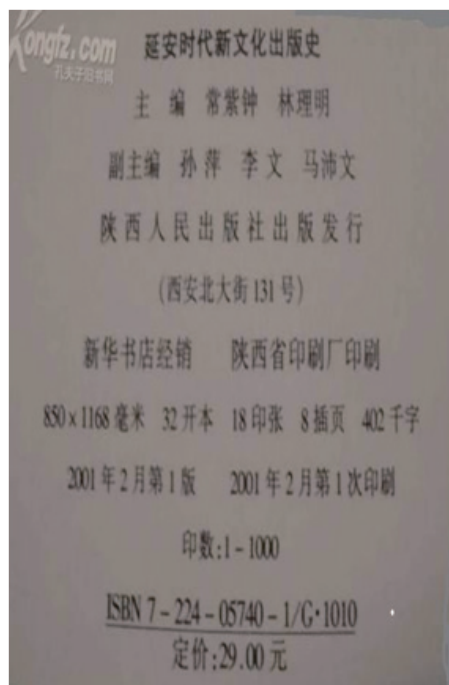 Kongfz.com
孔夫子旧书网
延安时代新文化出版史
主 编 常紫钟 林理明
副主编 孙萍 李文 马沛文
陕西人民出版社出版发行
(西安北大街131号)
新华书店经销 陕西省印刷厂印刷
850×1168毫米 32开本 18印张 8插页 402千字
2001年2月第1版 2001年2月第1次印刷
印数:1-1000
ISBN 7-224-05740-1/G·1010
定价:29.00元